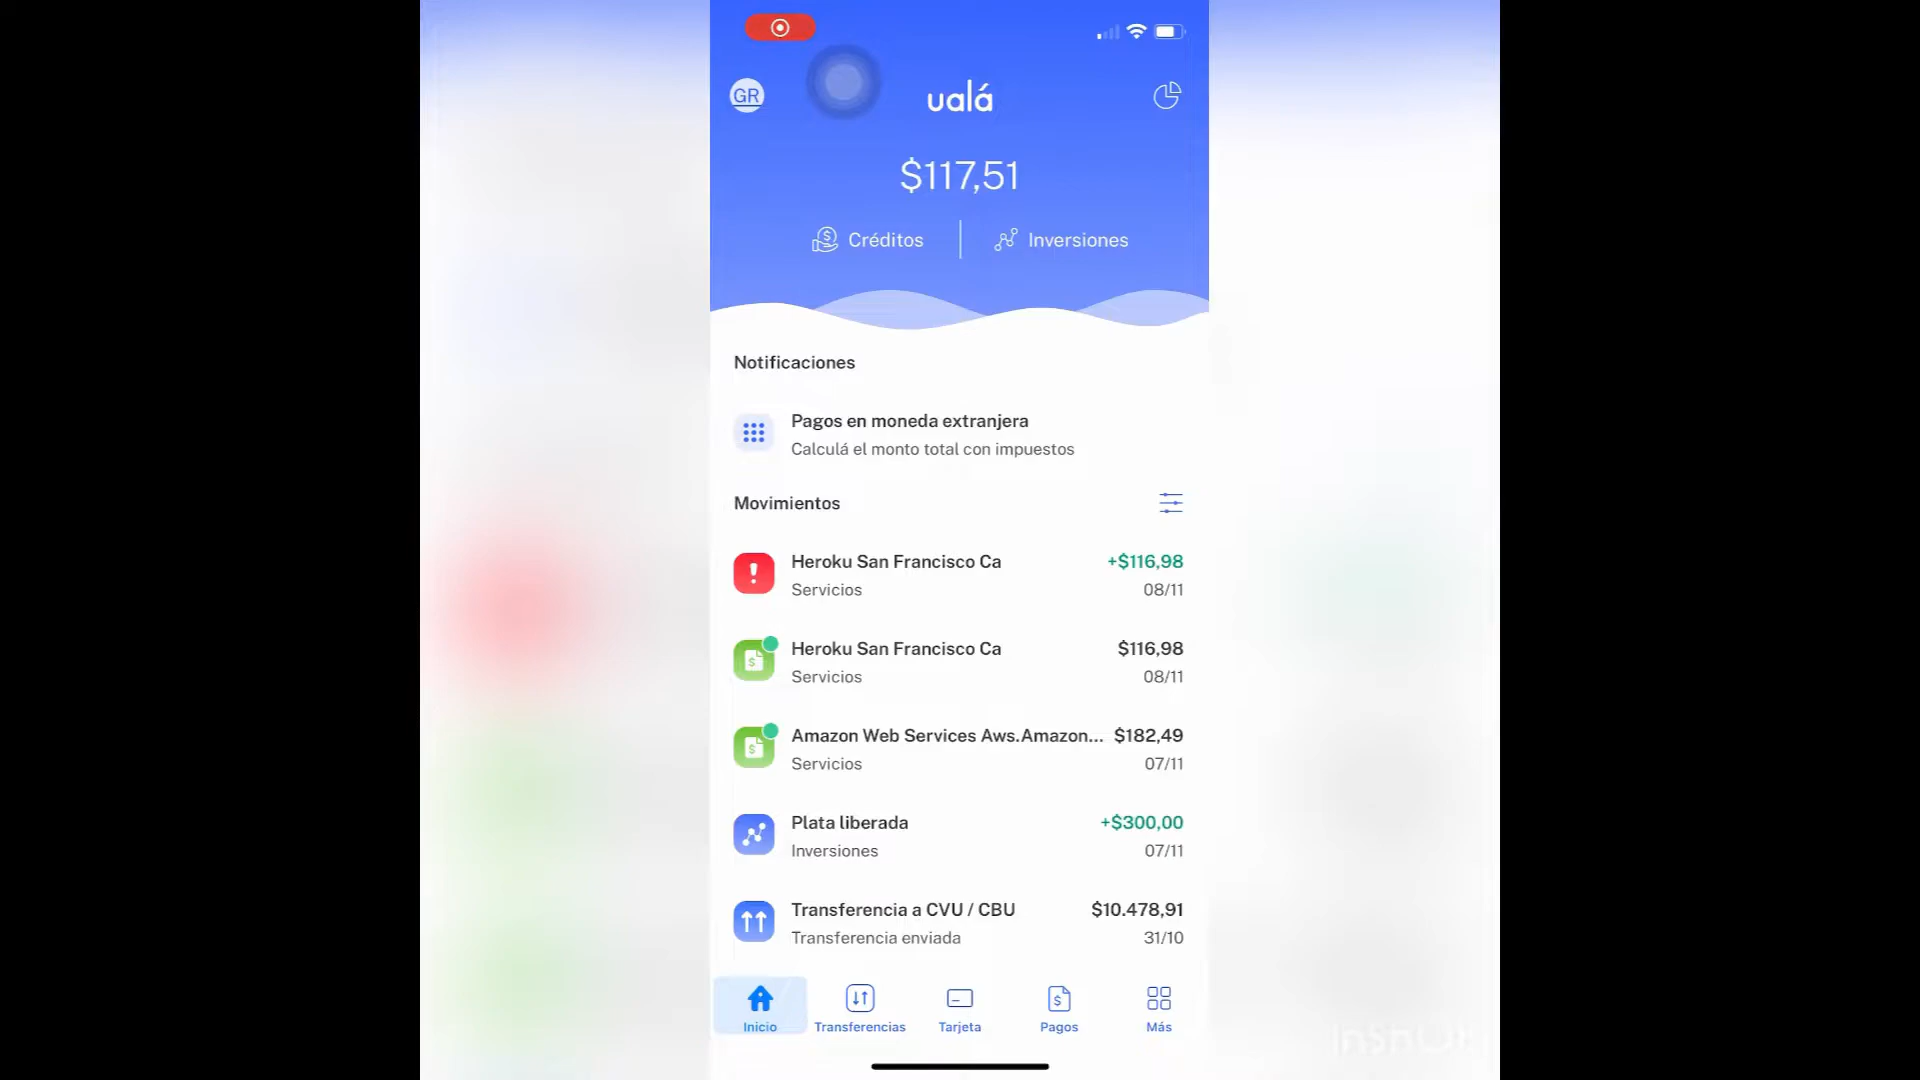 GR
ualá
$117,51
Créditos
Inversiones
Notificaciones
Pagos en moneda extranjera
Calculá el monto total con impuestos
Movimientos
Heroku San Francisco Ca +$116,98
Servicios 08/11
Heroku San Francisco Ca $116,98
Servicios 08/11
Amazon Web Services Aws.Amazon... $182,49
Servicios 07/11
Plata liberada +$300,00
Inversiones 07/11
Transferencia a CVU / CBU $10.478,91
Transferencia enviada 31/10
Inicio Transferencias Tarjeta Pagos Más
InShOt